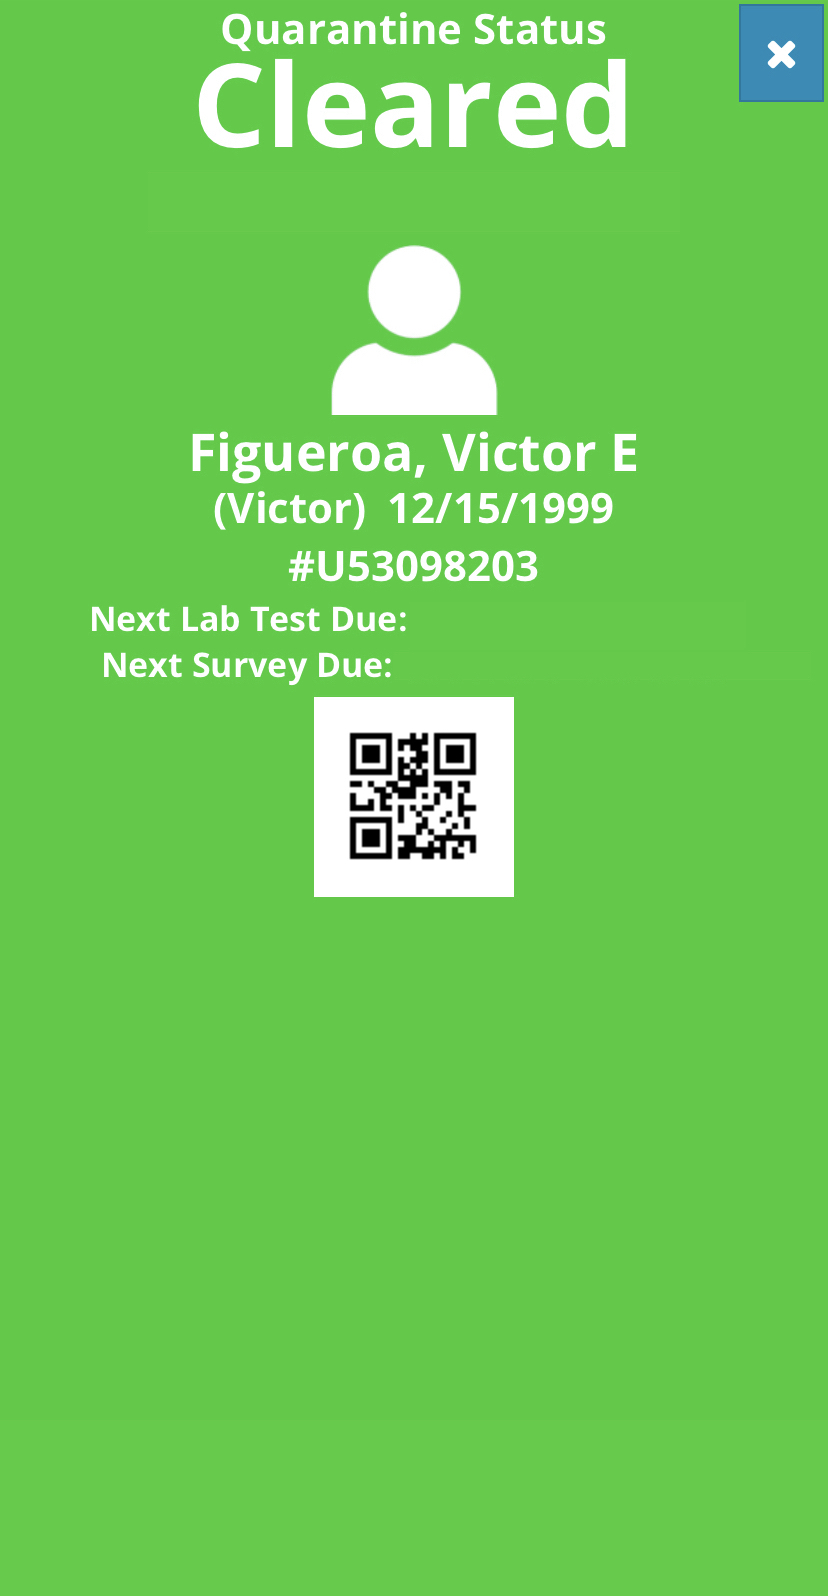 Quarantine Status
Cleared
Figueroa, Victor E
(Victor) 12/15/1999
#U53098203
Next Lab Test Due:
Next Survey Due: